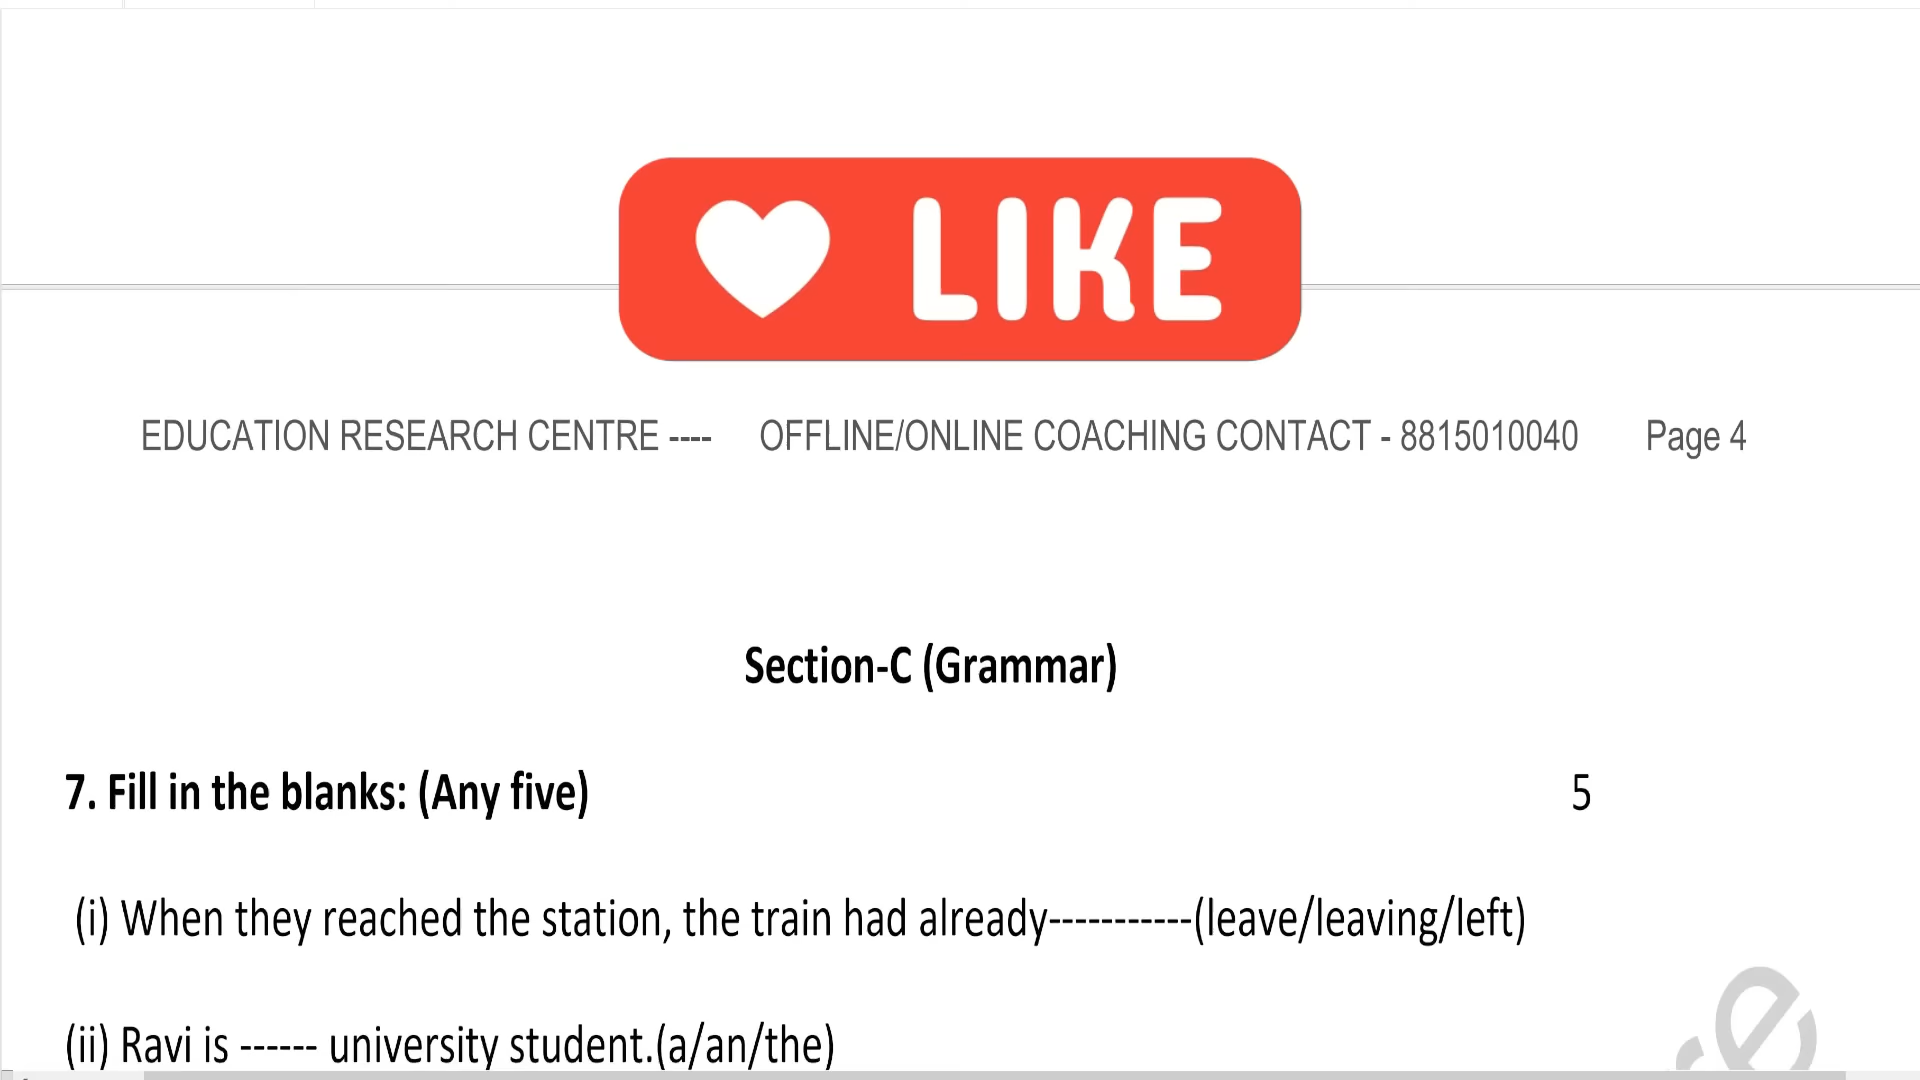 LIKE
EDUCATION RESEARCH CENTRE ---- OFFLINE/ONLINE COACHING CONTACT - 8815010040 Page 4
Section-C (Grammar)
7. Fill in the blanks: (Any five) 5
(i) When they reached the station, the train had already-----------(leave/leaving/left)
(ii) Ravi is ------ university student.(a/an/the)